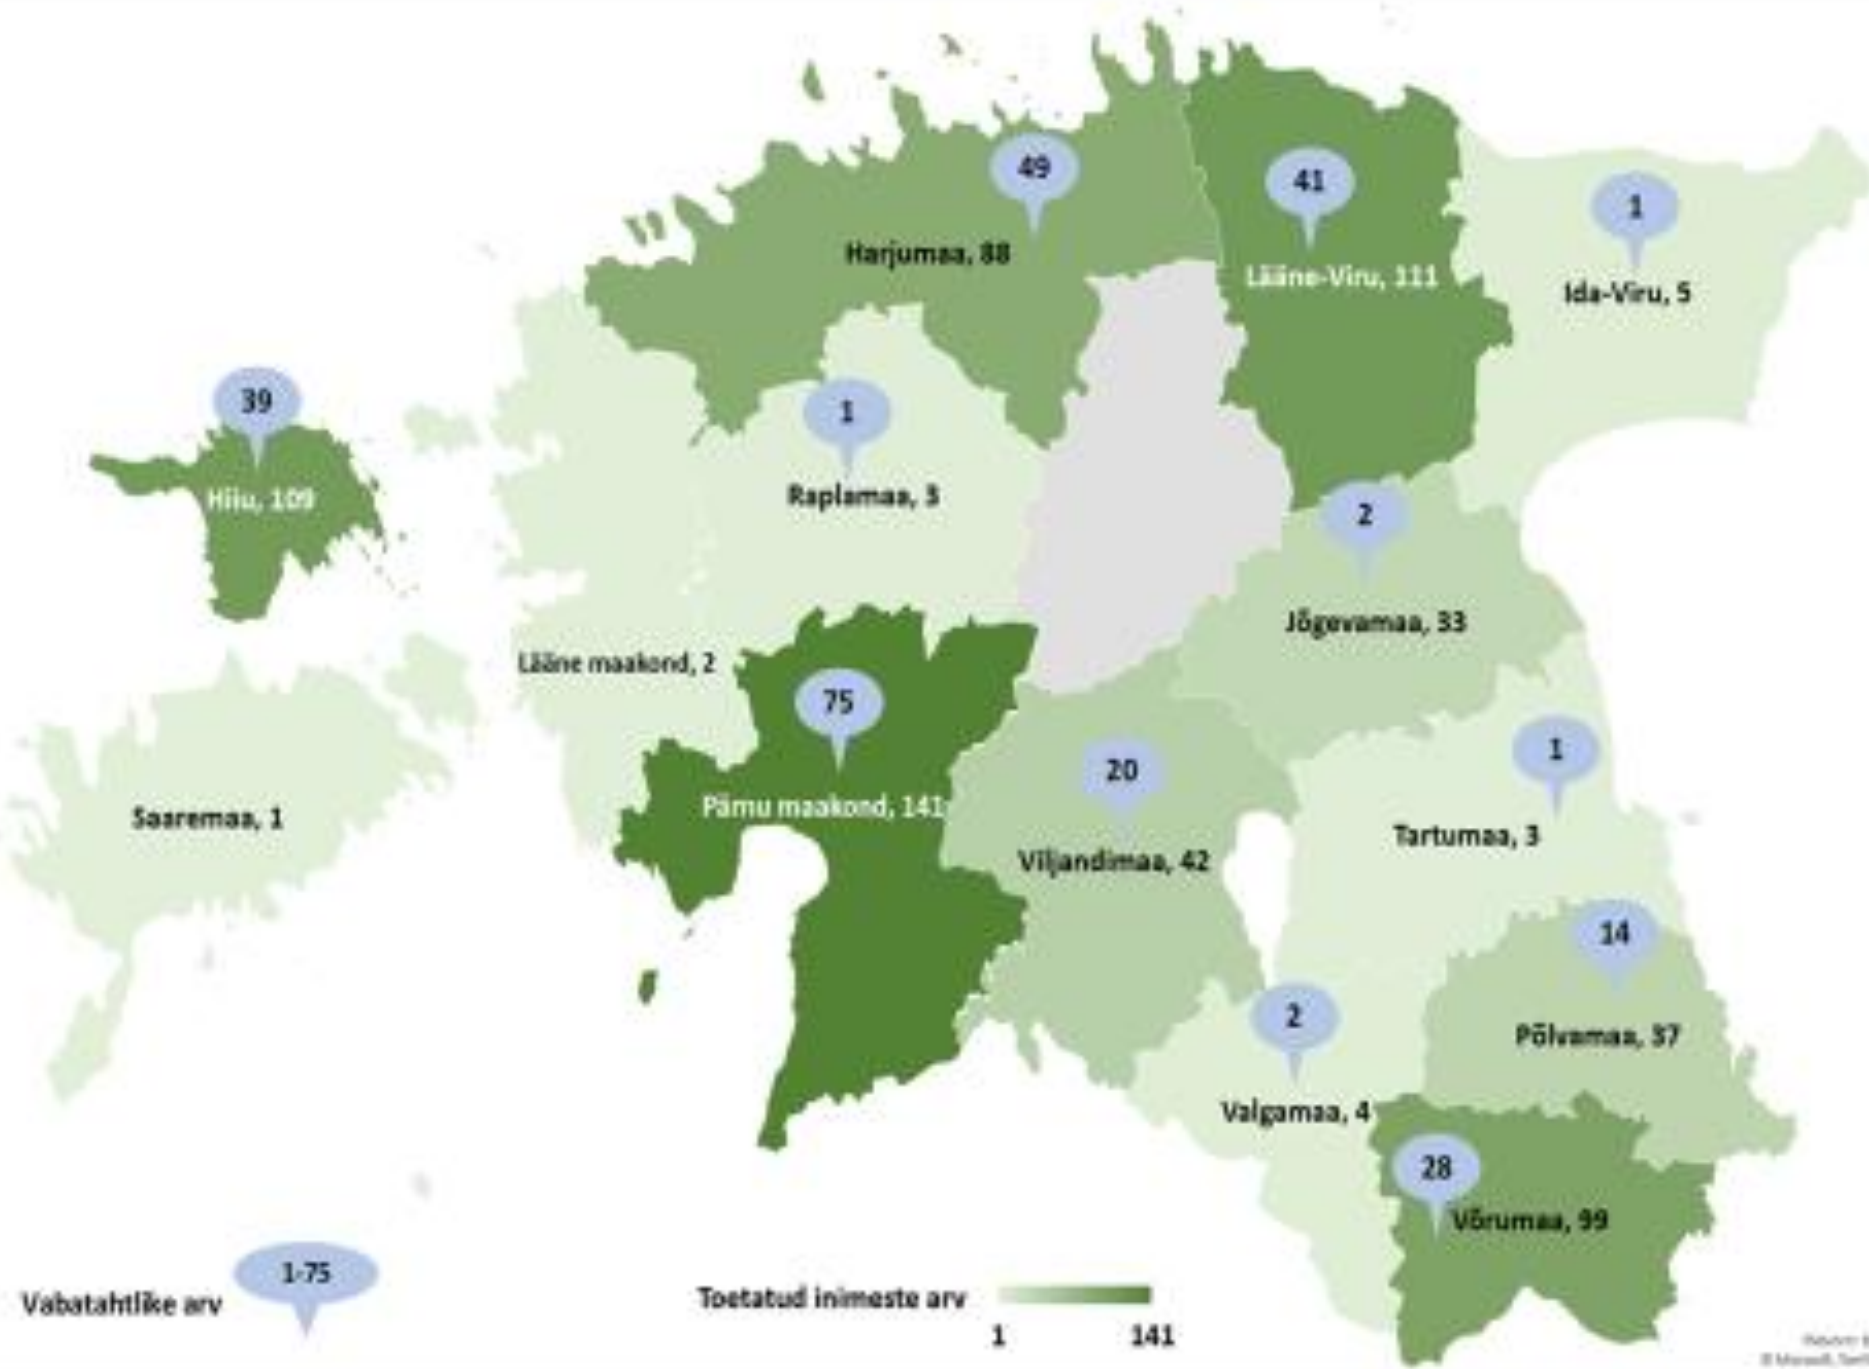 49
41
1
Harjumaa, 88
Lääne-Viru, 111
Ida-Viru, 5
39
1
Hiiu, 109
Raplamaa, 3
2
Jõgevamaa, 33
Lääne maakond, 2
75
20
1
Saaremaa, 1
Pärnu maakond, 141
Viljandimaa, 42
Tartumaa, 3
14
2
Põlvamaa, 37
Valgamaa, 4
28
Võrumaa, 99
1-75
Vabatahtlike arv
Toetatud inimeste arv
1 141